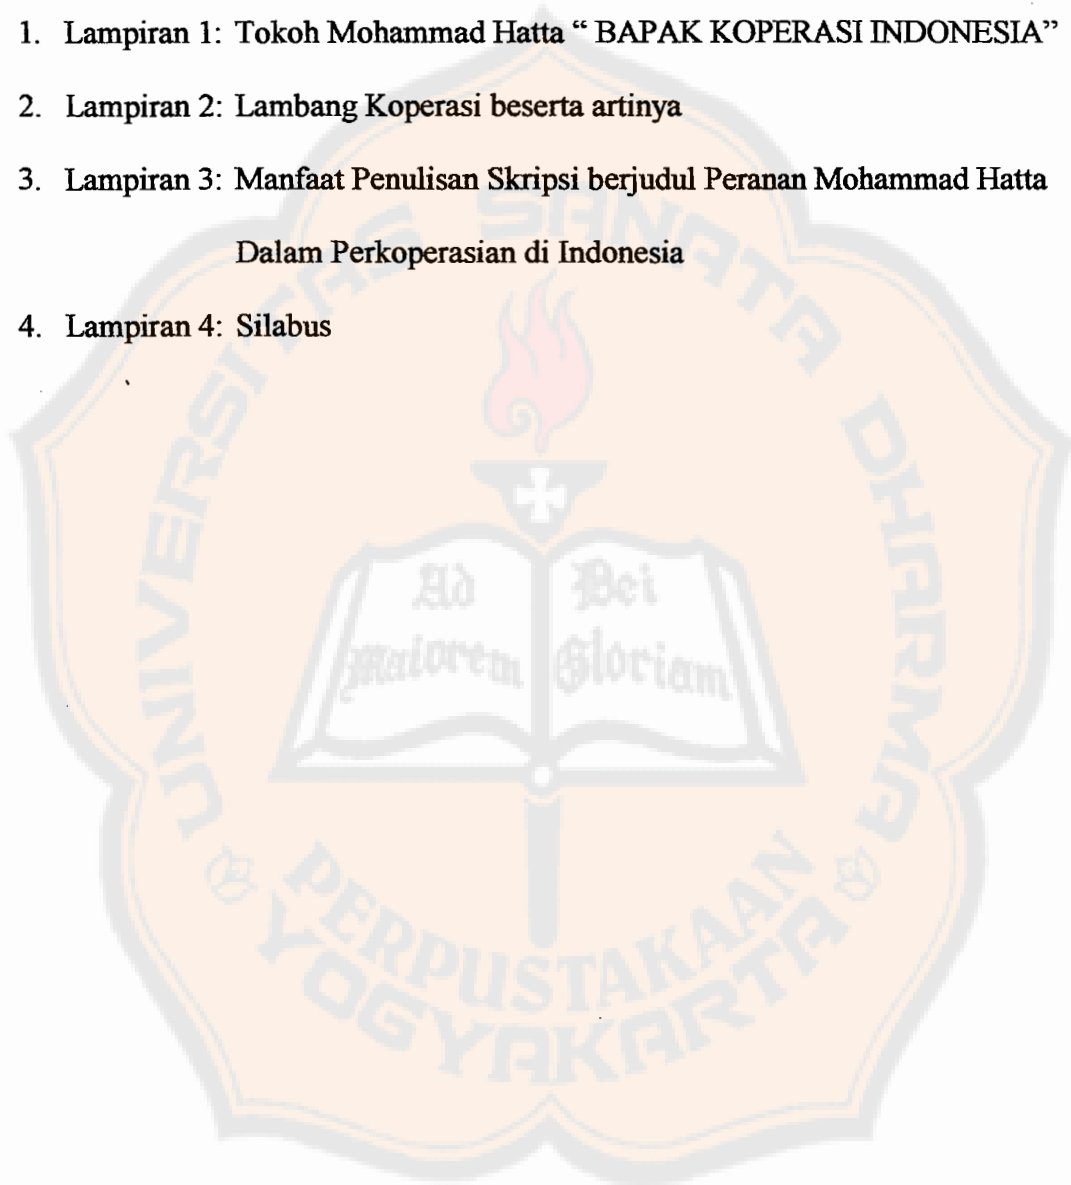 1. Lampiran 1: Tokoh Mohammad Hatta “ BAPAK KOPERASI INDONESIA”
2. Lampiran 2: Lambang Koperasi beserta artinya
3. Lampiran 3: Manfaat Penulisan Skripsi berjudul Peranan Mohammad Hatta
Dalam Perkoperasian di Indonesia
4. Lampiran 4: Silabus
UNIVERSITAS SANATA DHARMA
Ad Dei
Maiorem Gloriam
PERPUSTAKAAN
YOGYAKARTA